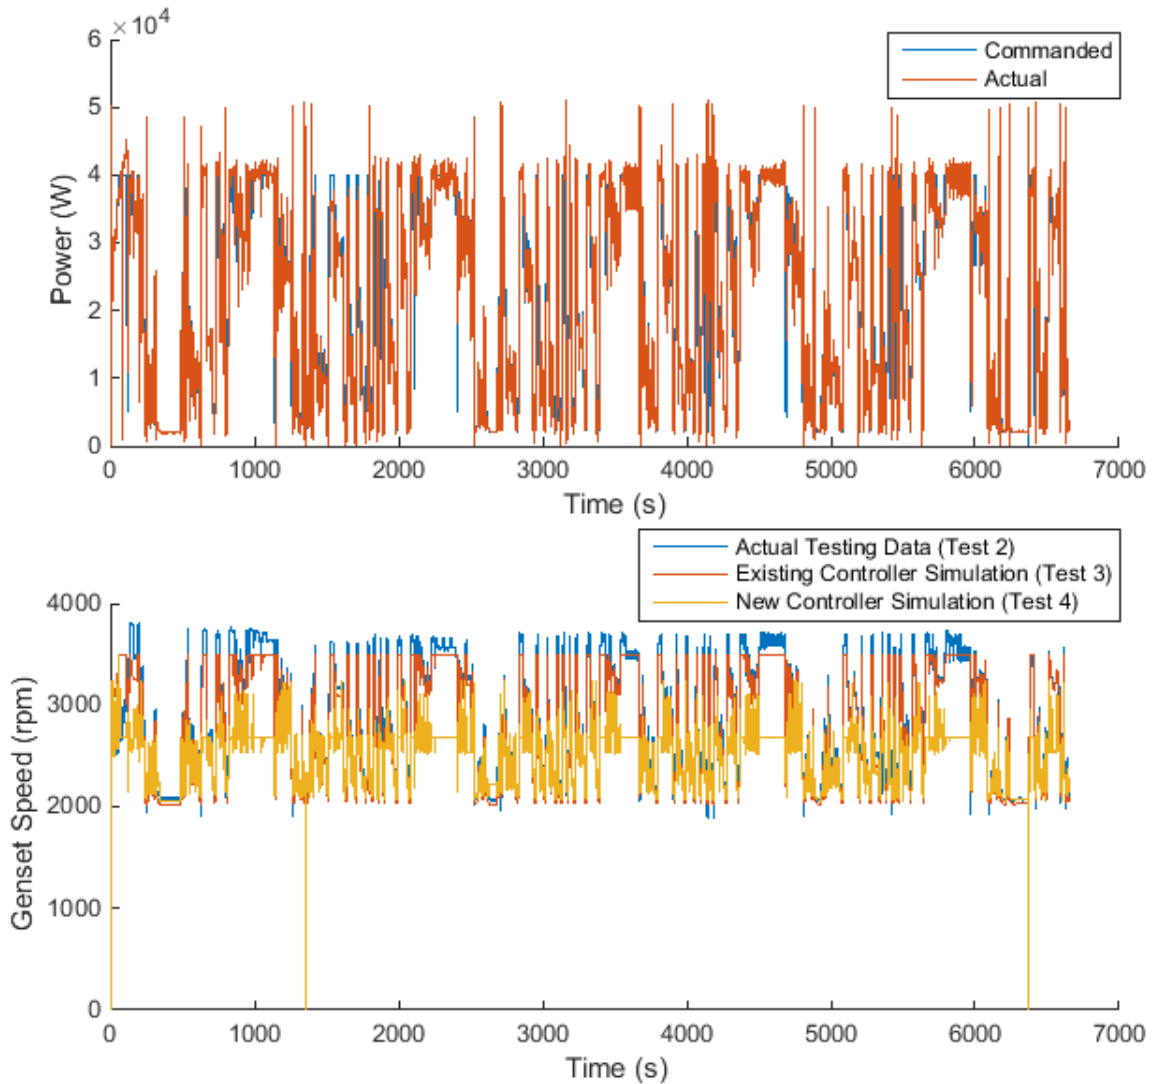 × 10⁴
6
5
4
3
2
1
0
Power (W)
Commanded
Actual
0 1000 2000 3000 4000 5000 6000 7000
Time (s)
Actual Testing Data (Test 2)
Existing Controller Simulation (Test 3)
New Controller Simulation (Test 4)
4000
3000
2000
1000
0
Genset Speed (rpm)
0 1000 2000 3000 4000 5000 6000 7000
Time (s)